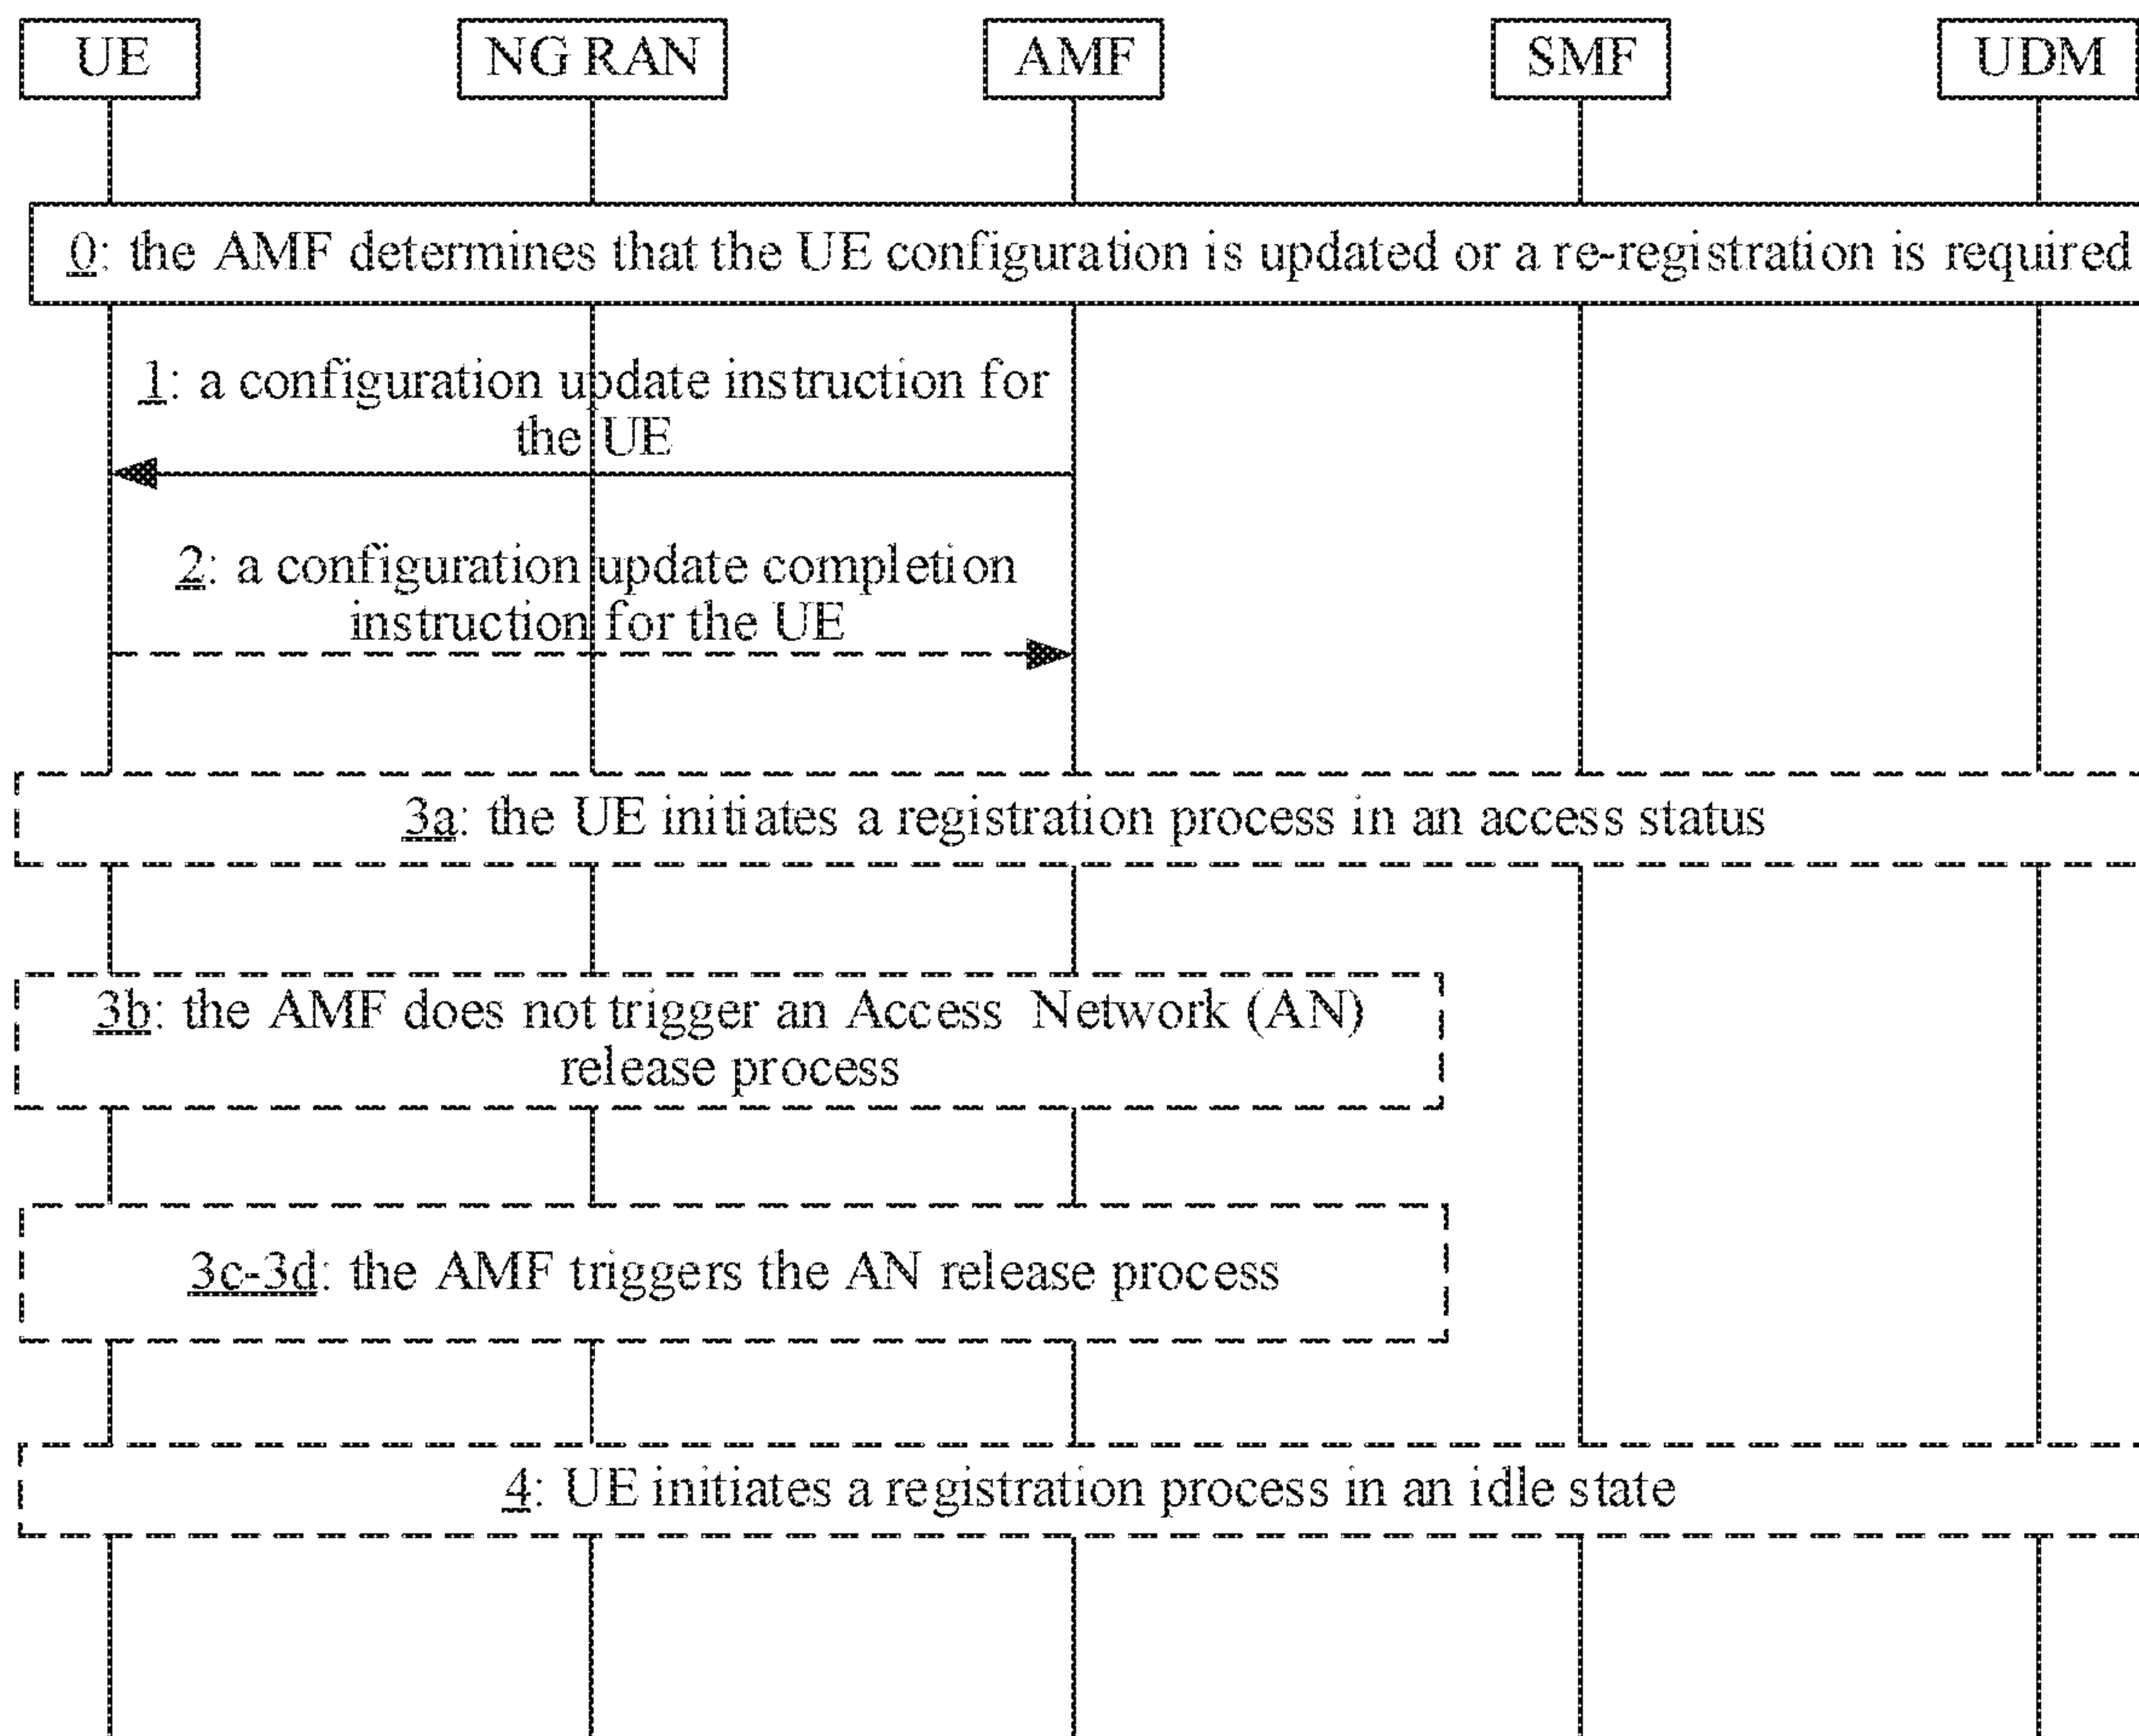 UE
NG RAN
AMF
SMF
UDM
0: the AMF determines that the UE configuration is updated or a re-registration is required
1: a configuration update instruction for
the UE
2: a configuration update completion
instruction for the UE
3a: the UE initiates a registration process in an access status
3b: the AMF does not trigger an Access Network (AN)
release process
3c-3d: the AMF triggers the AN release process
4: UE initiates a registration process in an idle state